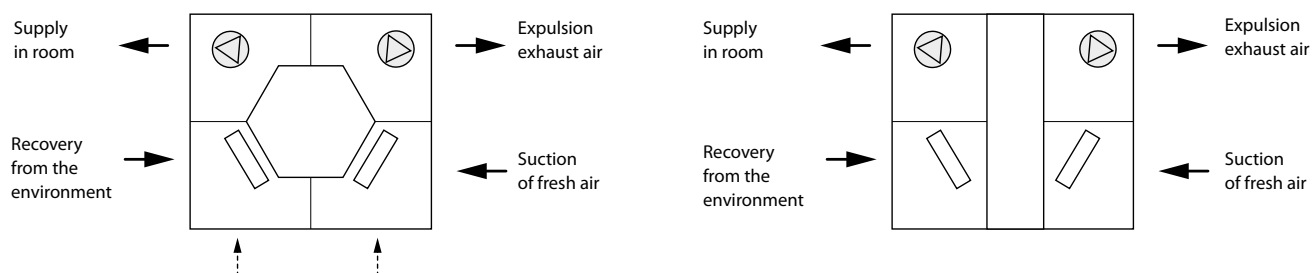 Supply
in room
Expulsion
exhaust air
Recovery
from the
environment
Suction
of fresh air
Supply
in room
Expulsion
exhaust air
Recovery
from the
environment
Suction
of fresh air